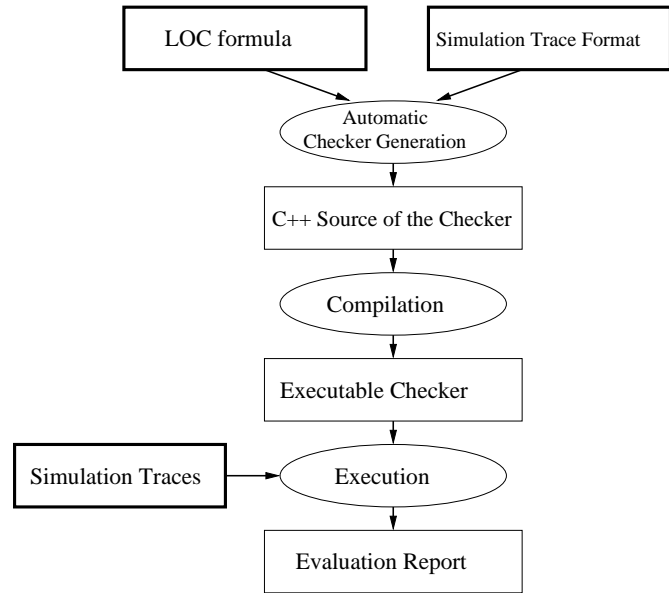 LOC formula
Simulation Trace Format
Automatic
Checker Generation
C++ Source of the Checker
Compilation
Executable Checker
Simulation Traces
Execution
Evaluation Report